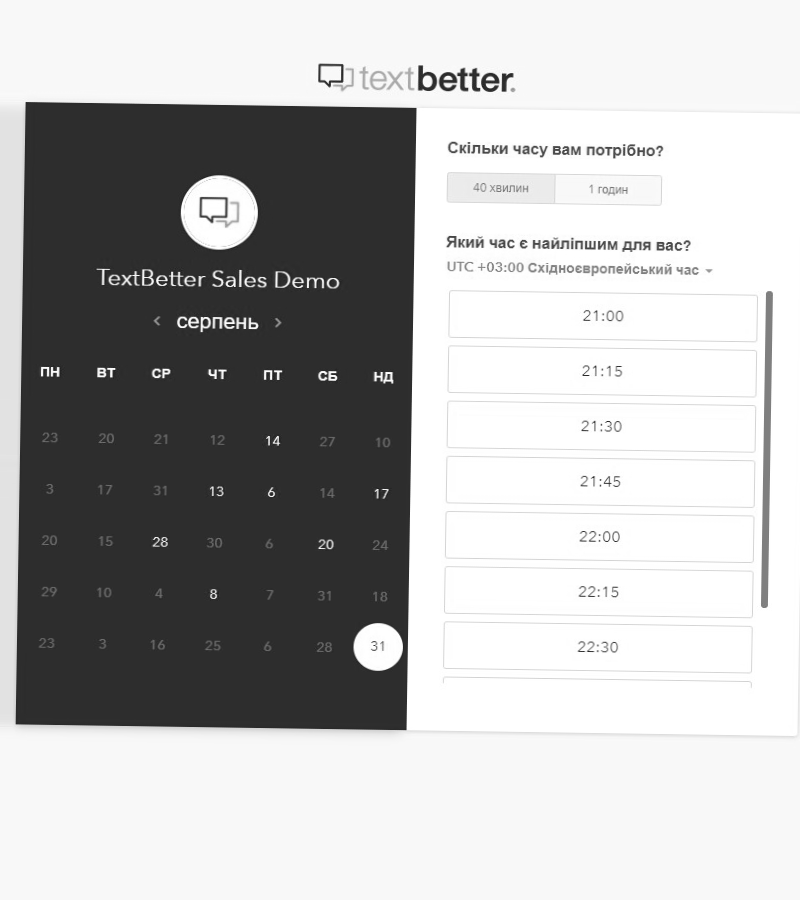 textbetter.
TextBetter Sales Demo
< серпень >
ПН ВТ СР ЧТ ПТ СБ НД
23 20 21 12 14 27 10
3 17 31 13 6 14 17
20 15 28 30 6 20 24
29 10 4 8 7 31 18
23 3 16 25 6 28 31
Скільки часу вам потрібно?
40 хвилин 1 годин
Який час є найліпшим для вас?
UTC +03:00 Східноєвропейський час
21:00
21:15
21:30
21:45
22:00
22:15
22:30